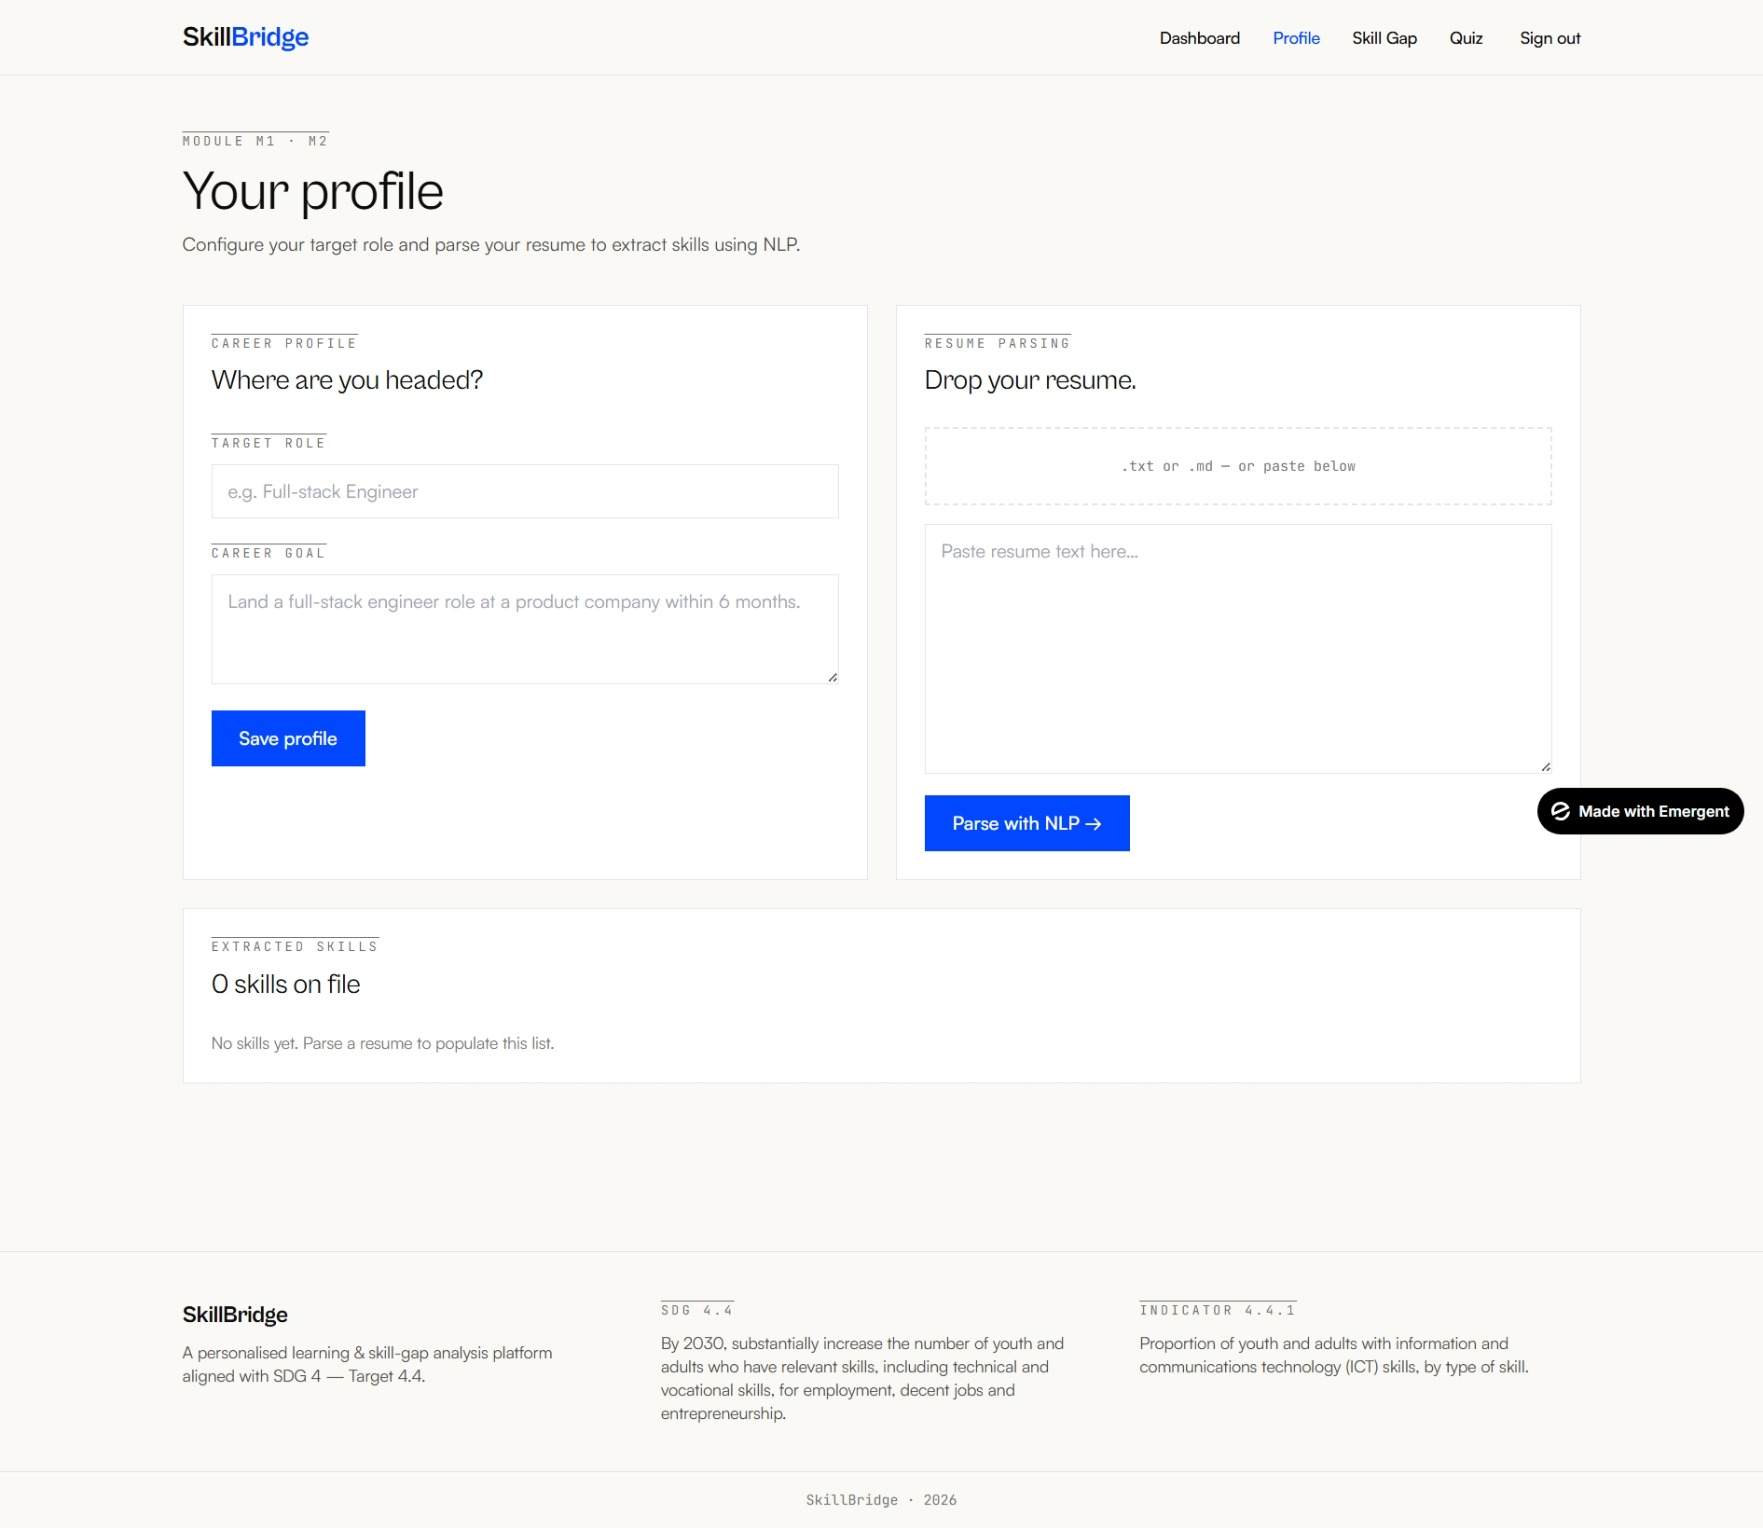 SkillBridge
Dashboard Profile Skill Gap Quiz Sign out
MODULE M1 · M2
Your profile
Configure your target role and parse your resume to extract skills using NLP.
CAREER PROFILE
Where are you headed?
TARGET ROLE
e.g. Full-stack Engineer
CAREER GOAL
Land a full-stack engineer role at a product company within 6 months.
Save profile
RESUME PARSING
Drop your resume.
.txt or .md — or paste below
Paste resume text here...
Parse with NLP →
Made with Emergent
EXTRACTED SKILLS
0 skills on file
No skills yet. Parse a resume to populate this list.
SkillBridge
A personalised learning & skill-gap analysis platform
aligned with SDG 4 — Target 4.4.
SDG 4.4
By 2030, substantially increase the number of youth and
adults who have relevant skills, including technical and
vocational skills, for employment, decent jobs and
entrepreneurship.
INDICATOR 4.4.1
Proportion of youth and adults with information and
communications technology (ICT) skills, by type of skill.
SkillBridge · 2026